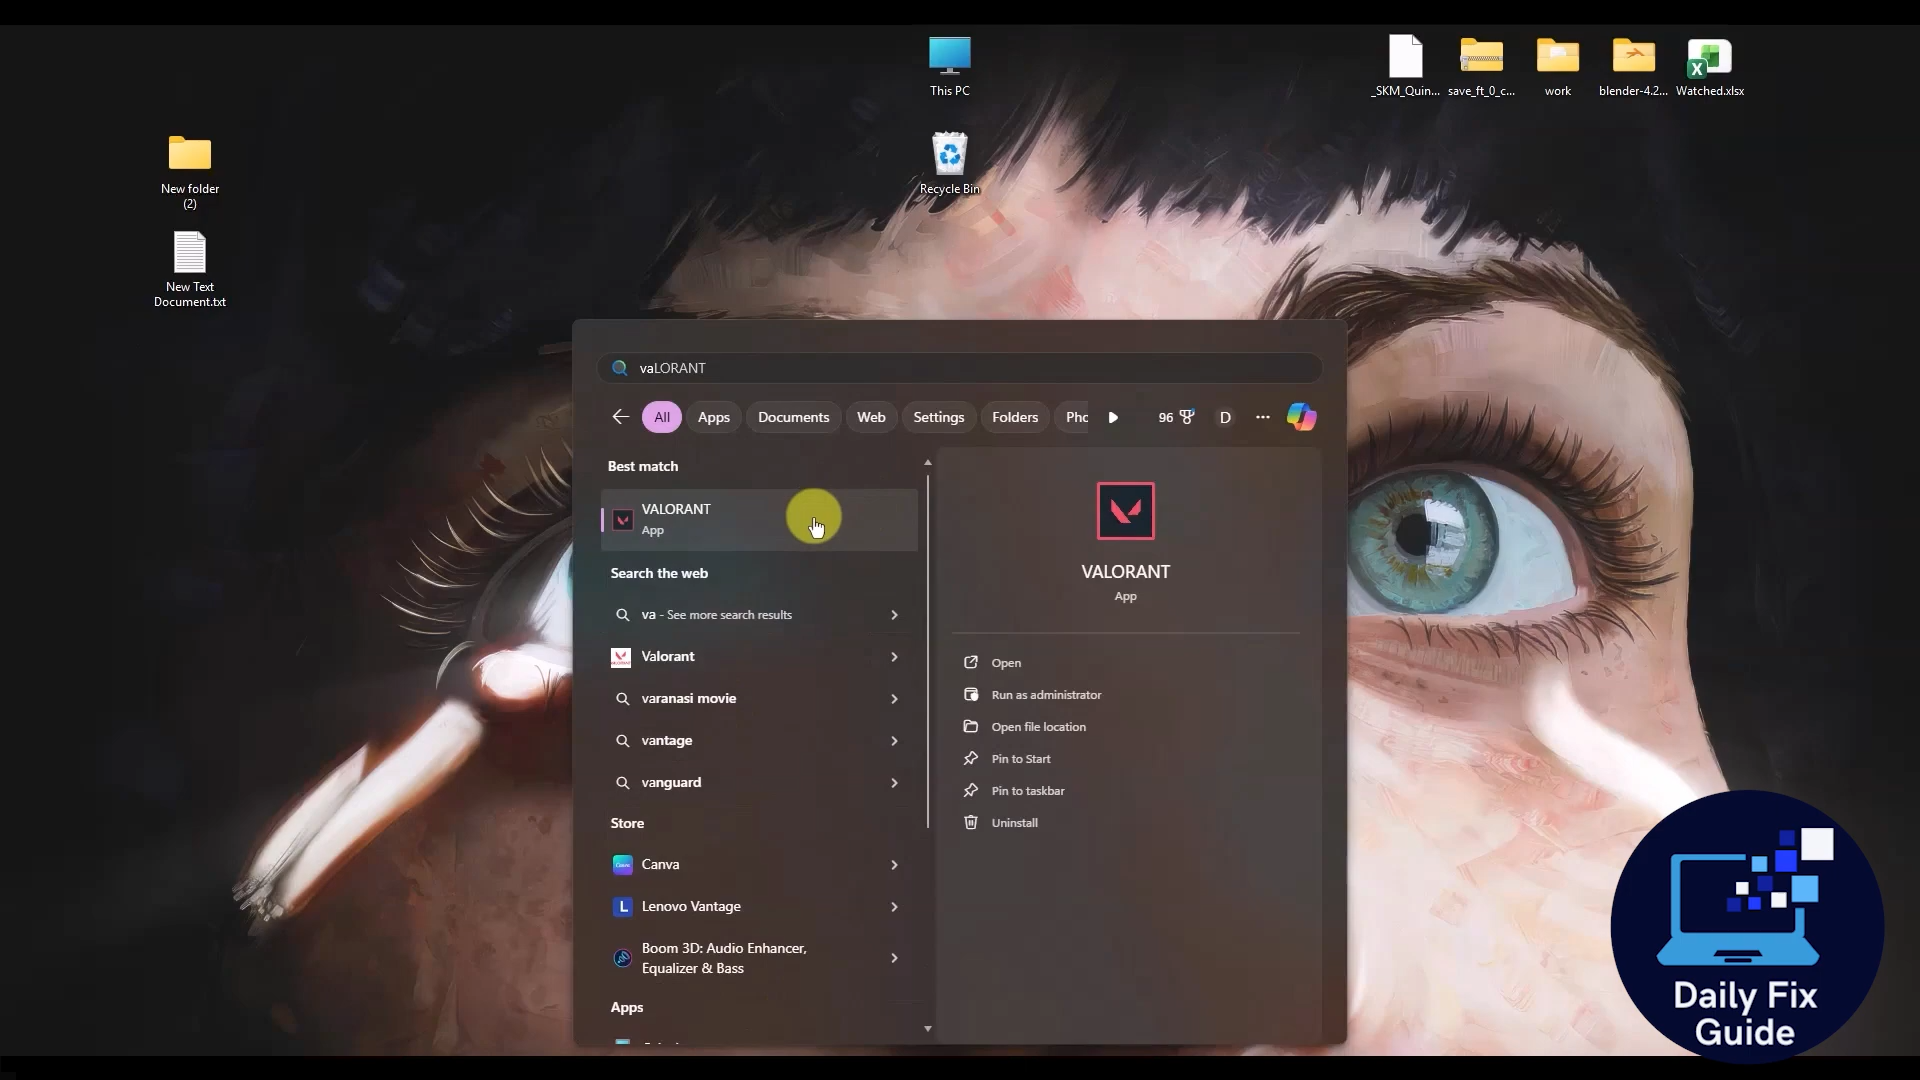 This PC
_SKM_Quin...
save_ft_0_c...
work
blender-4.2...
Watched.xlsx
New folder
(2)
Recycle Bin
New Text
Document.txt
vaLORANT
All
Apps
Documents
Web
Settings
Folders
Pho
96
D
Best match
VALORANT
App
Search the web
va - See more search results
Valorant
varanasi movie
vantage
vanguard
Store
Canva
Lenovo Vantage
Boom 3D: Audio Enhancer,
Equalizer & Bass
Apps
VALORANT
App
Open
Run as administrator
Open file location
Pin to Start
Pin to taskbar
Uninstall
Daily Fix
Guide